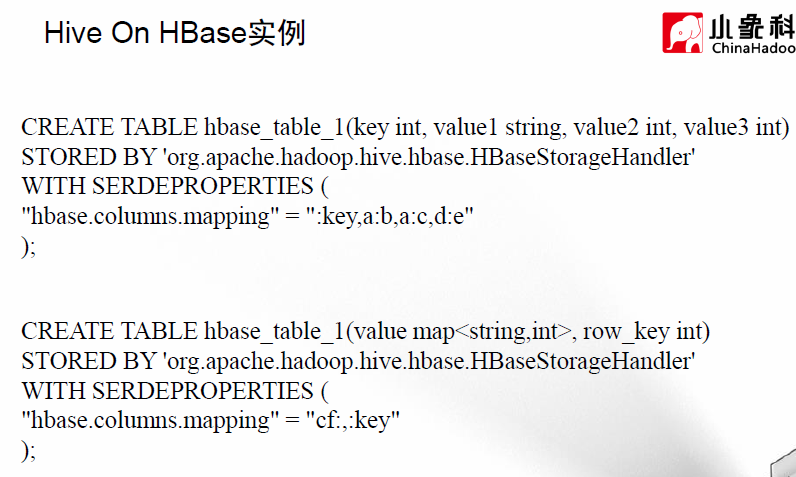 Hive On HBase实例
小象科
ChinaHadoo
CREATE TABLE hbase_table_1(key int, value1 string, value2 int, value3 int)
STORED BY 'org.apache.hadoop.hive.hbase.HBaseStorageHandler'
WITH SERDEPROPERTIES (
"hbase.columns.mapping" = ":key,a:b,a:c,d:e"
);
CREATE TABLE hbase_table_1(value map<string,int>, row_key int)
STORED BY 'org.apache.hadoop.hive.hbase.HBaseStorageHandler'
WITH SERDEPROPERTIES (
"hbase.columns.mapping" = "cf:,:key"
);